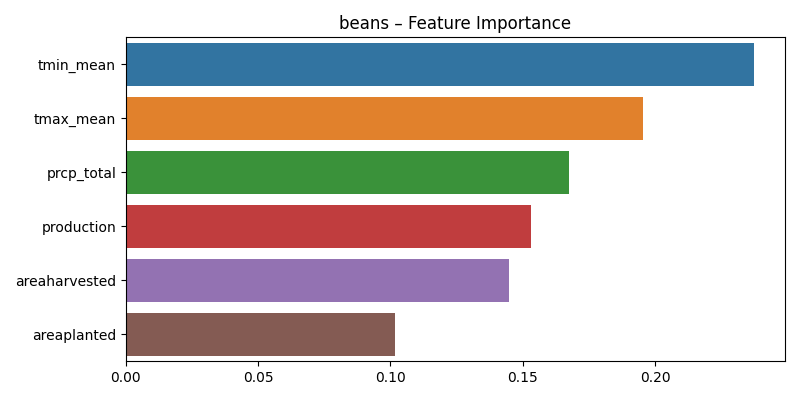 beans – Feature Importance
tmin_mean
tmax_mean
prcp_total
production
areaharvested
areaplanted
0.00 0.05 0.10 0.15 0.20